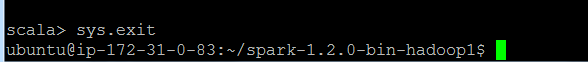 scala> sys.exit
ubuntu@ip-172-31-0-83:~/spark-1.2.0-bin-hadoop1$